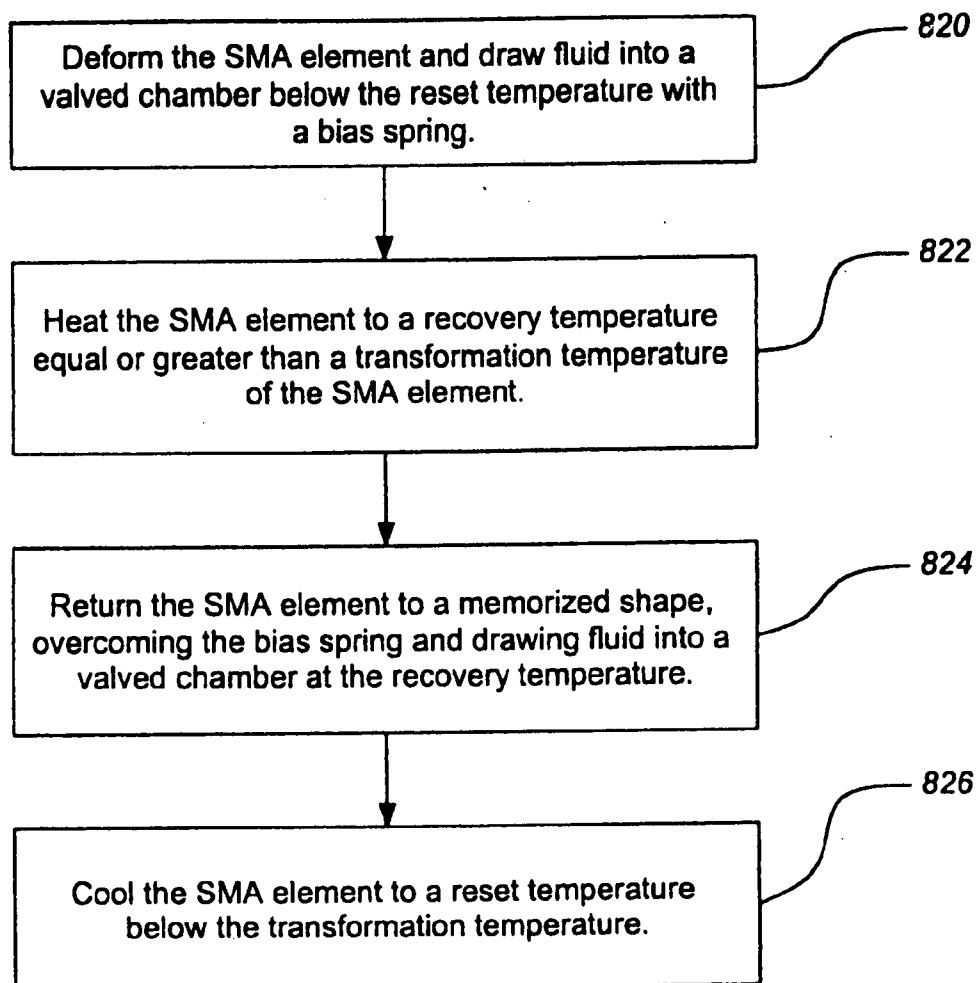 820
Deform the SMA element and draw fluid into a
valved chamber below the reset temperature with
a bias spring.
822
Heat the SMA element to a recovery temperature
equal or greater than a transformation temperature
of the SMA element.
824
Return the SMA element to a memorized shape,
overcoming the bias spring and drawing fluid into a
valved chamber at the recovery temperature.
826
Cool the SMA element to a reset temperature
below the transformation temperature.